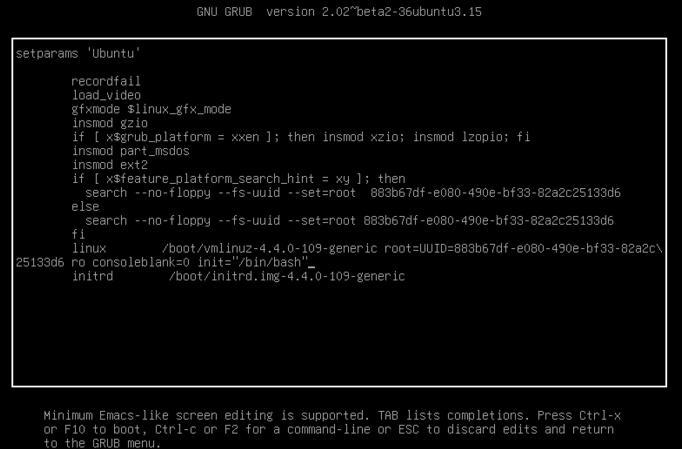 GNU GRUB  version 2.02~beta2-36ubuntu3.15
setparams 'Ubuntu'
recordfail
load_video
gfxmode $linux_gfx_mode
insmod gzio
if [ x$grub_platform = xxen ]; then insmod xzio; insmod lzopio; fi
insmod part_msdos
insmod ext2
if [ x$feature_platform_search_hint = xy ]; then
search --no-floppy --fs-uuid --set=root  883b67df-e080-490e-bf33-82a2c25133d6
else
search --no-floppy --fs-uuid --set=root 883b67df-e080-490e-bf33-82a2c25133d6
fi
linux        /boot/vmlinuz-4.4.0-109-generic root=UUID=883b67df-e080-490e-bf33-82a2c\
25133d6 ro consoleblank=0 init="/bin/bash"_
initrd        /boot/initrd.img-4.4.0-109-generic
Minimum Emacs-like screen editing is supported. TAB lists completions. Press Ctrl-x
or F10 to boot, Ctrl-c or F2 for a command-line or ESC to discard edits and return
to the GRUB menu.